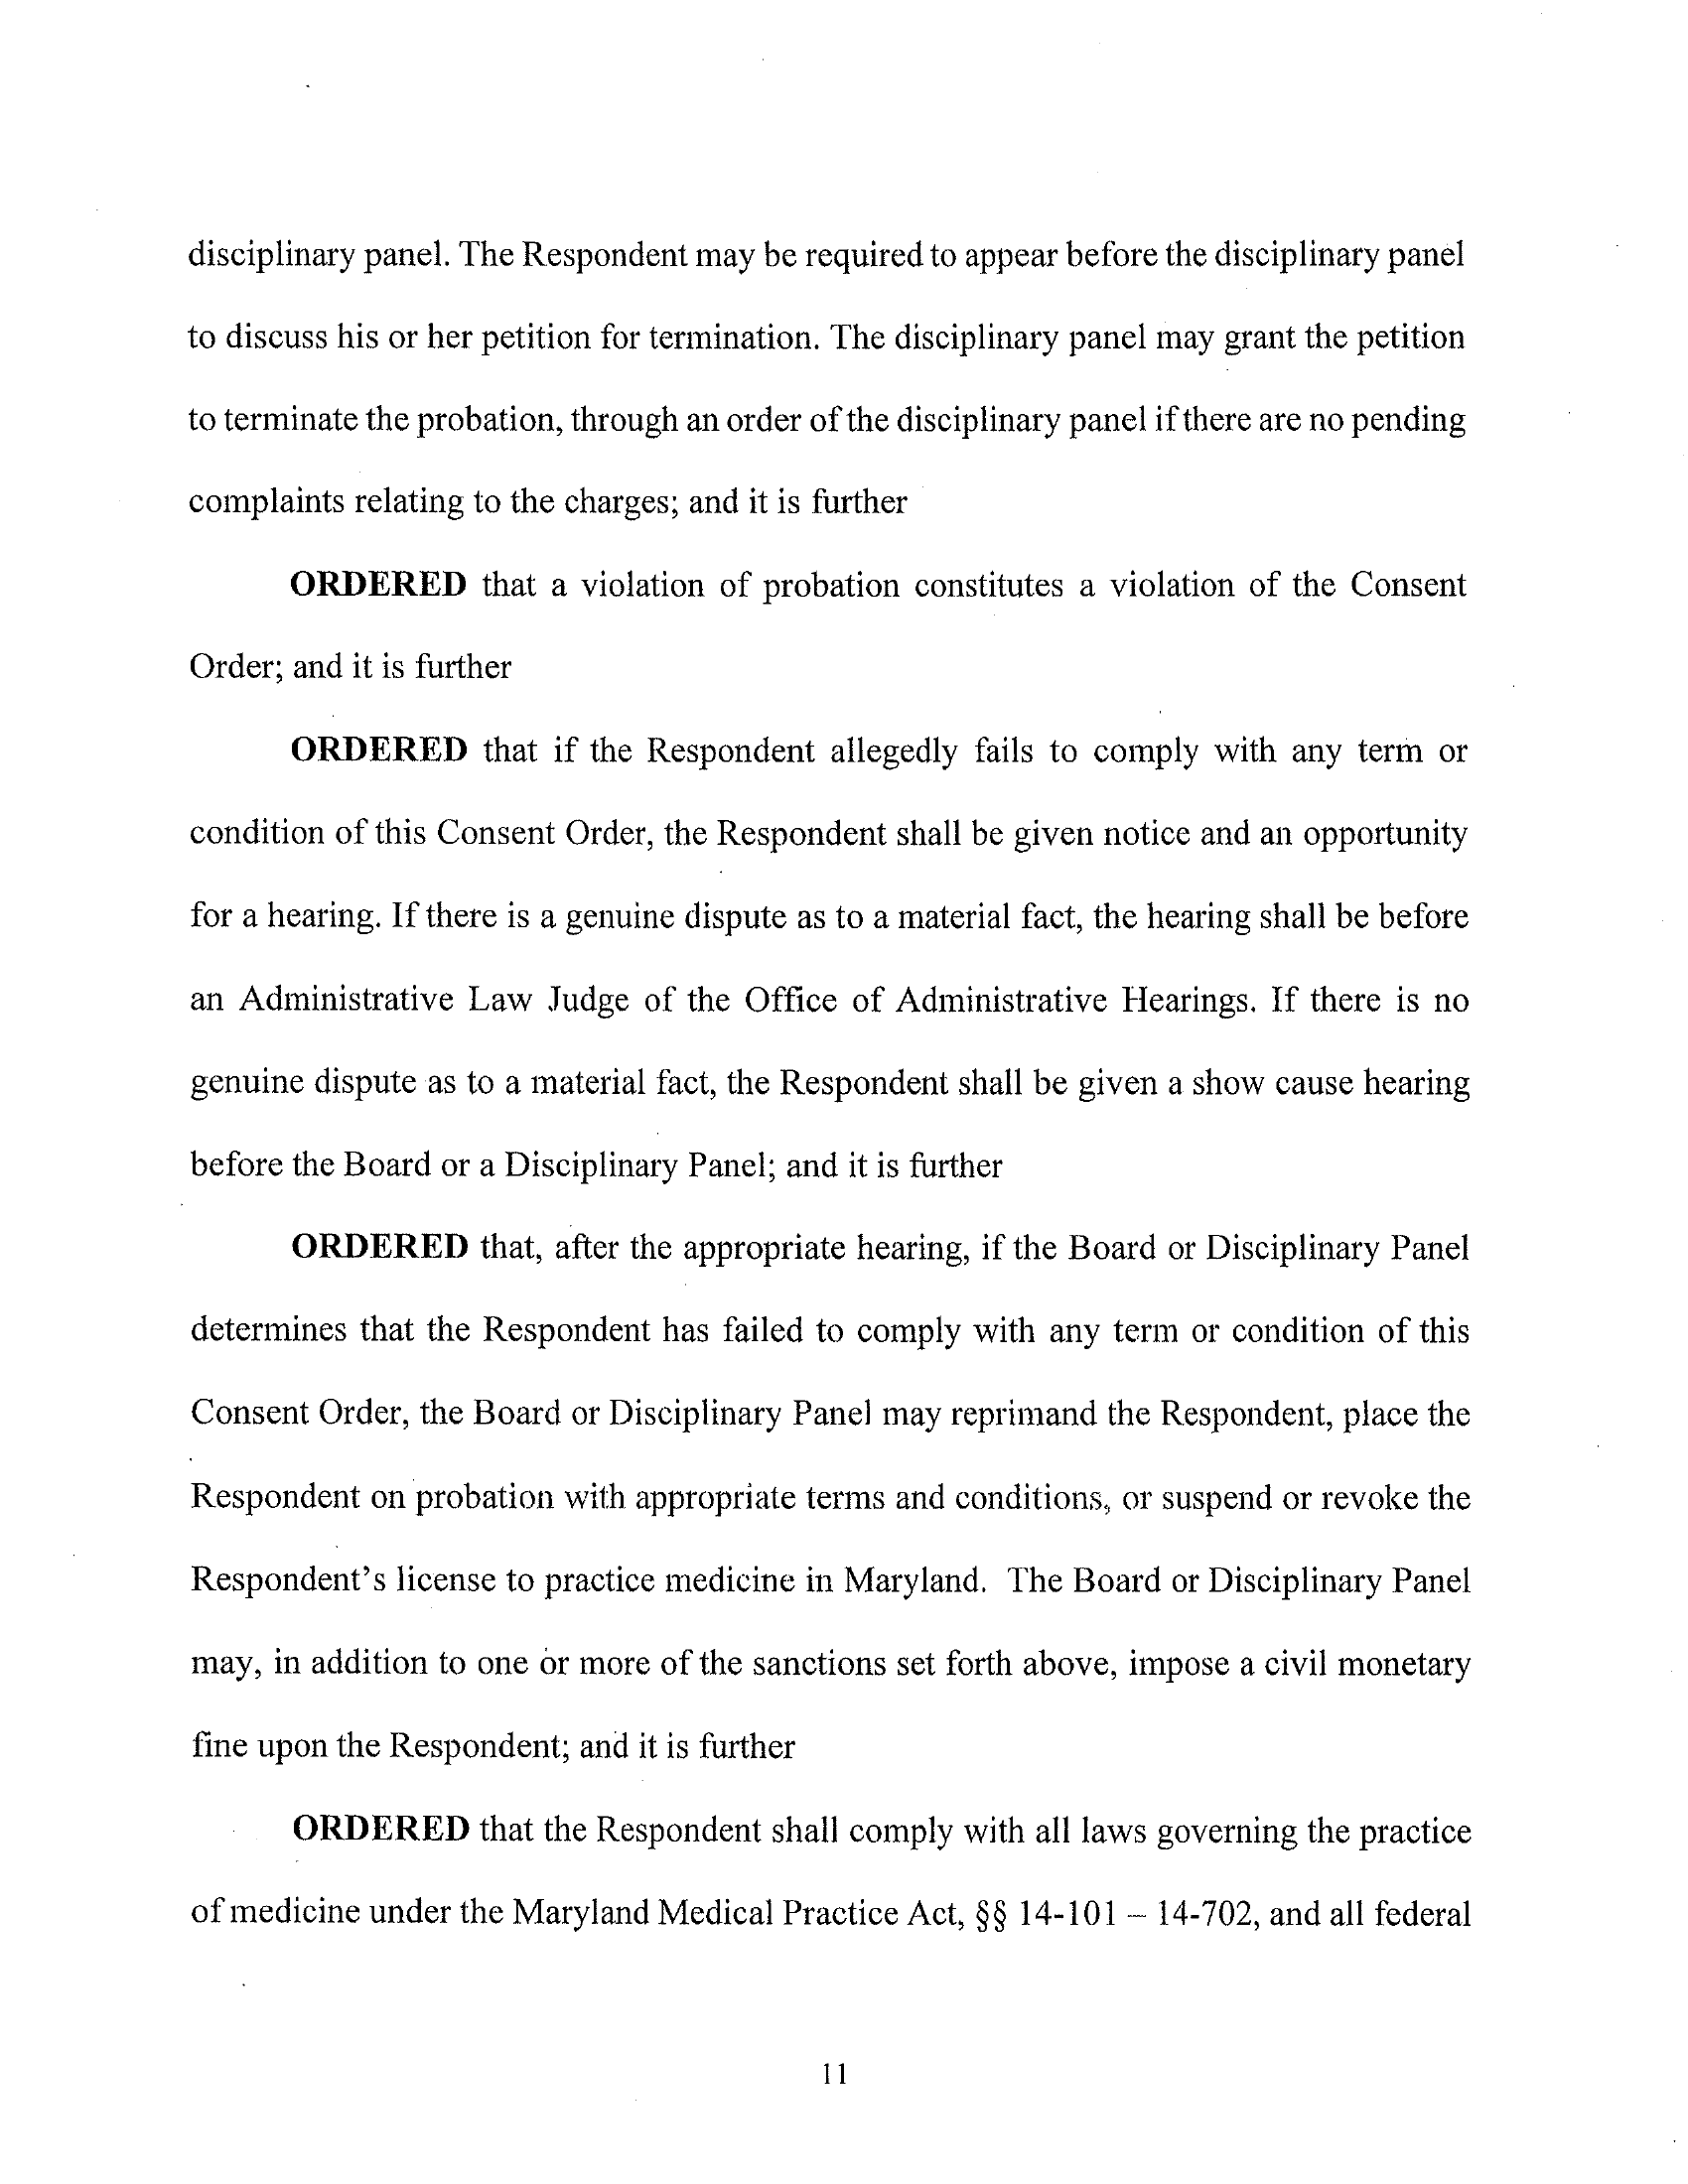 disciplinary panel. The Respondent may be required to appear before the disciplinary panel
to discuss his or her petition for termination. The disciplinary panel may grant the petition
to terminate the probation, through an order of the disciplinary panel if there are no pending
complaints relating to the charges; and it is further
ORDERED that a violation of probation constitutes a violation of the Consent
Order; and it is further
ORDERED that if the Respondent allegedly fails to comply with any term or
condition of this Consent Order, the Respondent shall be given notice and an opportunity
for a hearing. If there is a genuine dispute as to a material fact, the hearing shall be before
an Administrative Law Judge of the Office of Administrative Hearings. If there is no
genuine dispute as to a material fact, the Respondent shall be given a show cause hearing
before the Board or a Disciplinary Panel; and it is further
ORDERED that, after the appropriate hearing, if the Board or Disciplinary Panel
determines that the Respondent has failed to comply with any term or condition of this
Consent Order, the Board or Disciplinary Panel may reprimand the Respondent, place the
Respondent on probation with appropriate terms and conditions, or suspend or revoke the
Respondent's license to practice medicine in Maryland. The Board or Disciplinary Panel
may, in addition to one or more of the sanctions set forth above, impose a civil monetary
fine upon the Respondent; and it is further
ORDERED that the Respondent shall comply with all laws governing the practice
of medicine under the Maryland Medical Practice Act, §§ 14-101 – 14-702, and all federal
11